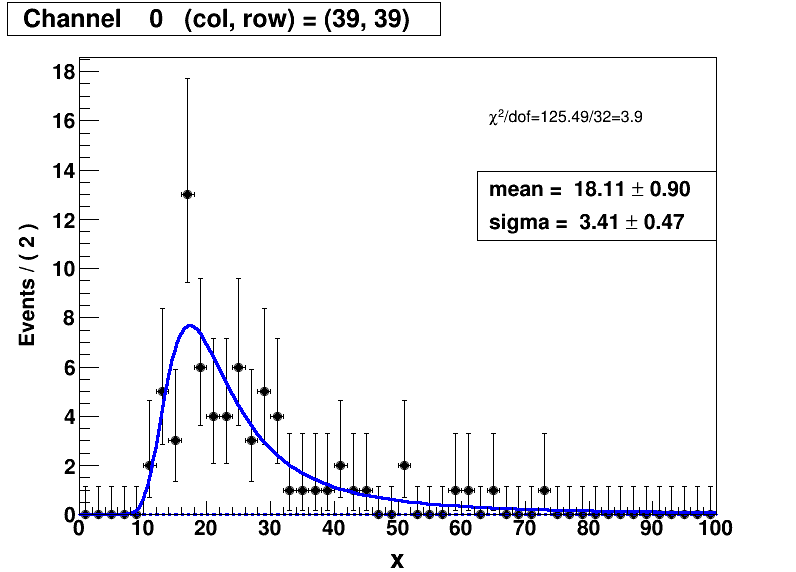 Channel 0 (col, row) = (39, 39)
χ²/dof=125.49/32=3.9
mean = 18.11 ± 0.90
sigma = 3.41 ± 0.47
Events / ( 2 )
18
16
14
12
10
8
6
4
2
0
0 10 20 30 40 50 60 70 80 90 100
x